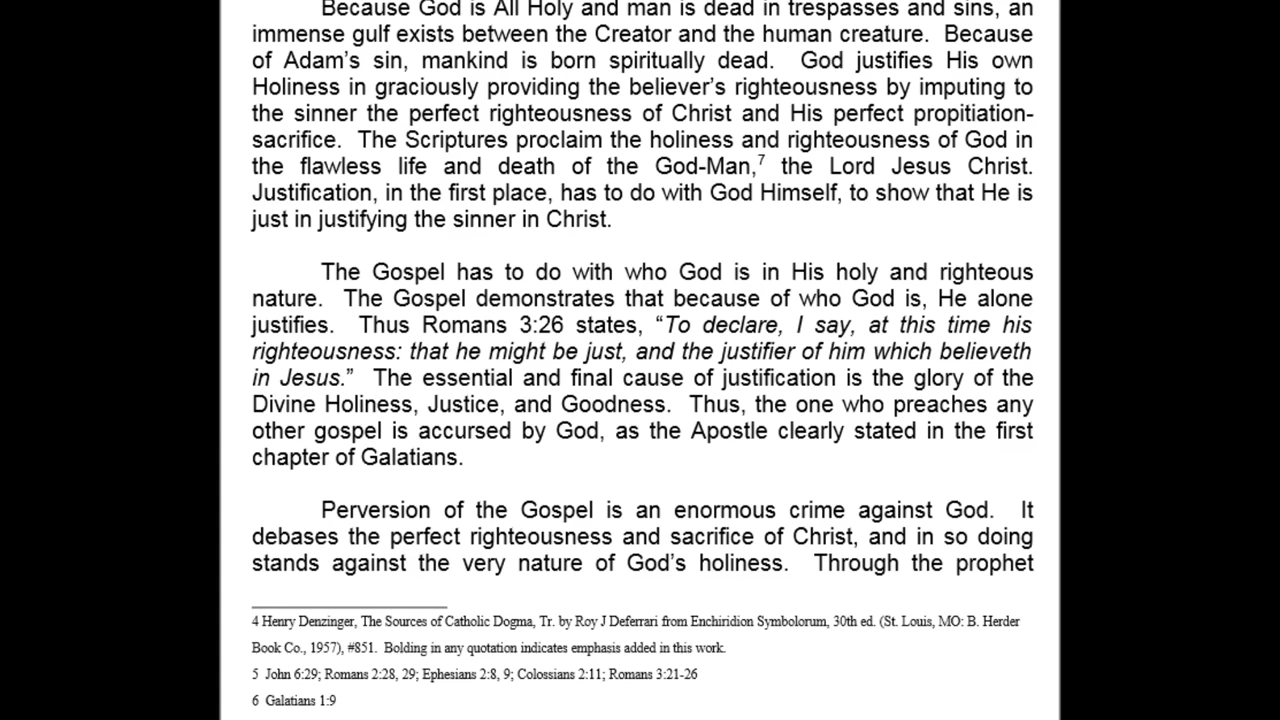 Because God is All Holy and man is dead in trespasses and sins, an
immense gulf exists between the Creator and the human creature.  Because
of Adam's sin, mankind is born spiritually dead.  God justifies His own
Holiness in graciously providing the believer's righteousness by imputing to
the sinner the perfect righteousness of Christ and His perfect propitiation-
sacrifice.  The Scriptures proclaim the holiness and righteousness of God in
the flawless life and death of the God-Man,7 the Lord Jesus Christ.
Justification, in the first place, has to do with God Himself, to show that He is
just in justifying the sinner in Christ.
The Gospel has to do with who God is in His holy and righteous
nature.  The Gospel demonstrates that because of who God is, He alone
justifies.  Thus Romans 3:26 states, “To declare, I say, at this time his
righteousness: that he might be just, and the justifier of him which believeth
in Jesus.”  The essential and final cause of justification is the glory of the
Divine Holiness, Justice, and Goodness.  Thus, the one who preaches any
other gospel is accursed by God, as the Apostle clearly stated in the first
chapter of Galatians.
Perversion of the Gospel is an enormous crime against God.  It
debases the perfect righteousness and sacrifice of Christ, and in so doing
stands against the very nature of God's holiness.  Through the prophet
4 Henry Denzinger, The Sources of Catholic Dogma, Tr. by Roy J Deferrari from Enchiridion Symbolorum, 30th ed. (St. Louis, MO: B. Herder
Book Co., 1957), #851.  Bolding in any quotation indicates emphasis added in this work.
5  John 6:29; Romans 2:28, 29; Ephesians 2:8, 9; Colossians 2:11; Romans 3:21-26
6  Galatians 1:9